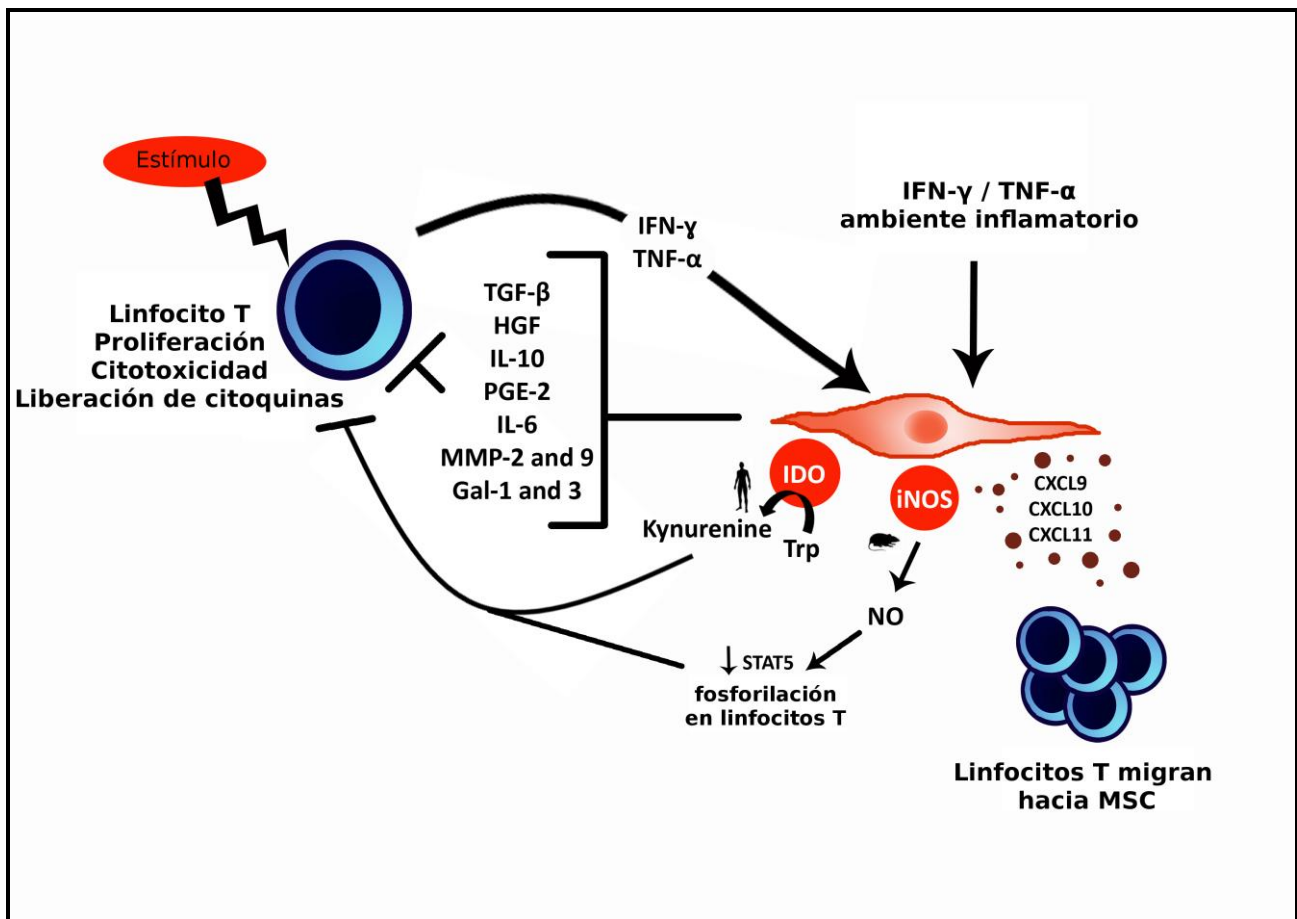 Estímulo
Linfocito T
Proliferación
Citotoxicidad
Liberación de citoquinas
IFN-ɣ
TNF-α
TGF-β
HGF
IL-10
PGE-2
IL-6
MMP-2 and 9
Gal-1 and 3
IFN-γ / TNF-α
ambiente inflamatorio
IDO
Kynurenine
Trp
iNOS
NO
↓ STAT5
fosforilación
en linfocitos T
CXCL9
CXCL10
CXCL11
Linfocitos T migran
hacia MSC